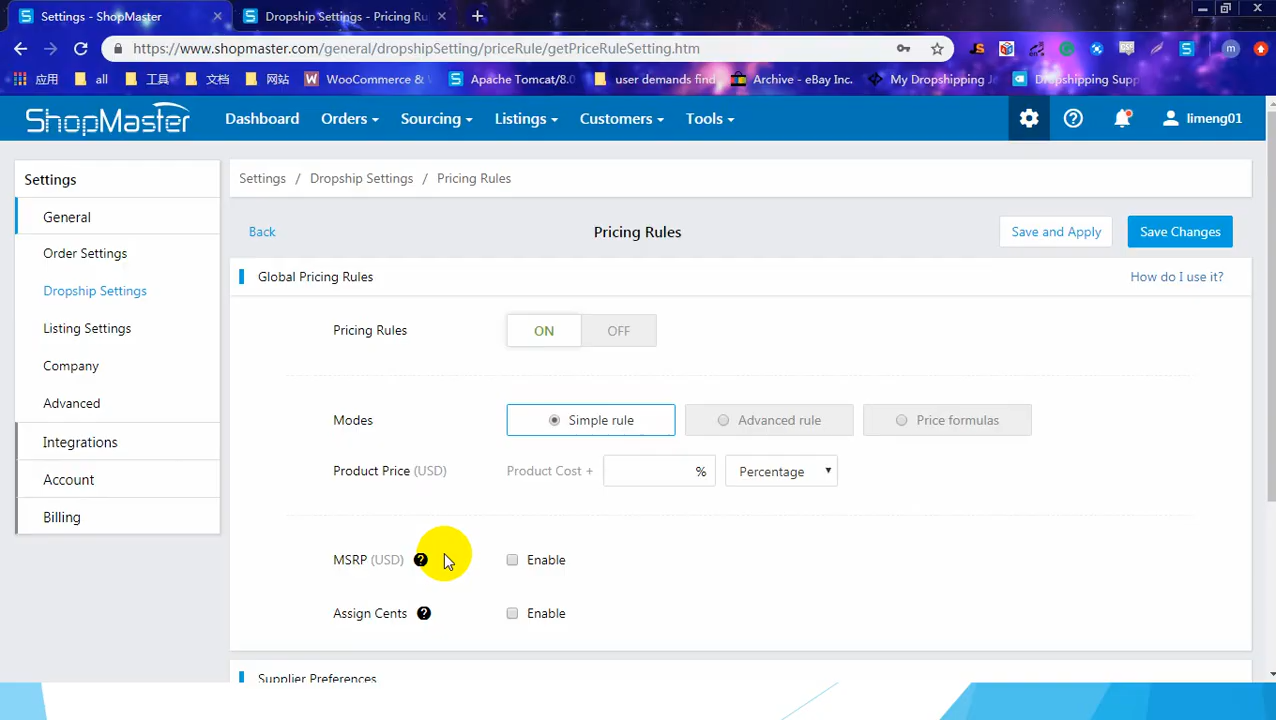 Settings - ShopMaster
Dropship Settings - Pricing Ru
https://www.shopmaster.com/general/dropshipSetting/priceRule/getPriceRuleSetting.htm
应用 all 工具 文档 网站 WooCommerce & Apache Tomcat/8.0 user demands find Archive - eBay Inc. My Dropshipping Je Dropshipping Supp
ShopMaster Dashboard Orders Sourcing Listings Customers Tools limeng01
Settings
General
Order Settings
Dropship Settings
Listing Settings
Company
Advanced
Integrations
Account
Billing
Settings / Dropship Settings / Pricing Rules
Back Pricing Rules Save and Apply Save Changes
Global Pricing Rules How do I use it?
Pricing Rules ON OFF
Modes Simple rule Advanced rule Price formulas
Product Price (USD) Product Cost + % Percentage
MSRP (USD) ? Enable
Assign Cents ? Enable
Supplier Preferences